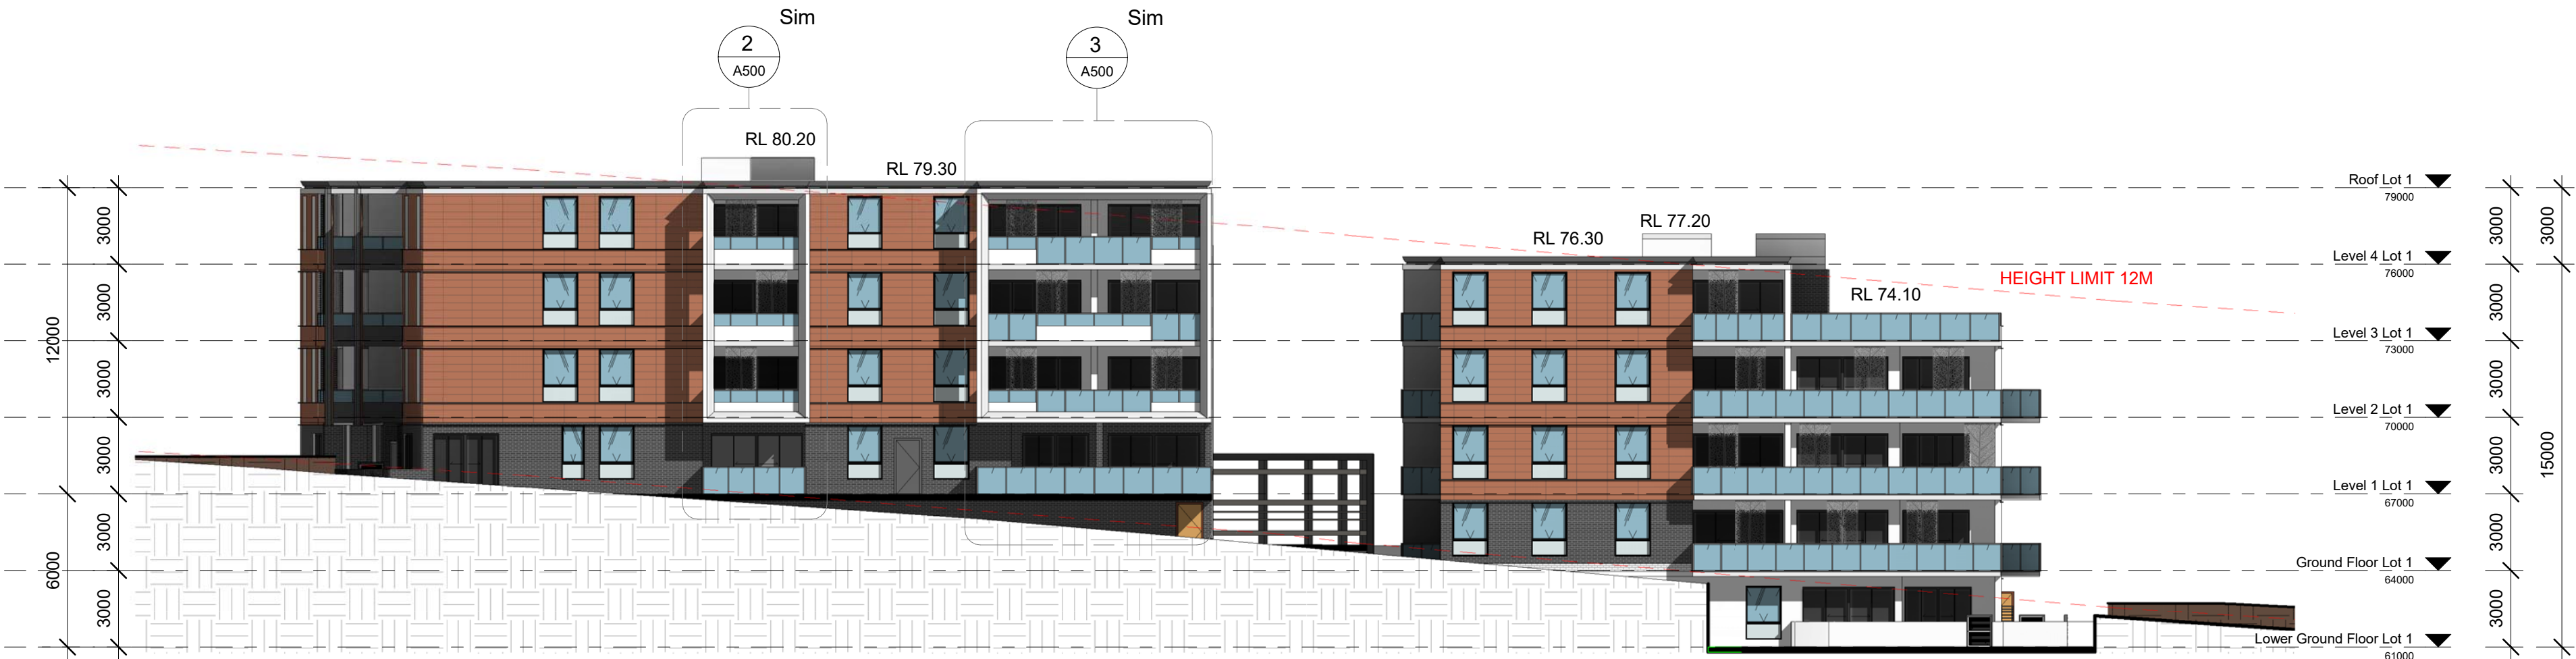 Sim
2
A500
Sim
3
A500
RL 80.20
RL 79.30
RL 77.20
RL 76.30
RL 74.10
HEIGHT LIMIT 12M
3000
3000
3000
3000
3000
3000
12000
6000
Roof Lot 1
79000
Level 4 Lot 1
76000
Level 3 Lot 1
73000
Level 2 Lot 1
70000
Level 1 Lot 1
67000
Ground Floor Lot 1
64000
Lower Ground Floor Lot 1
61000
3000
3000
3000
3000
3000
3000
3000
15000